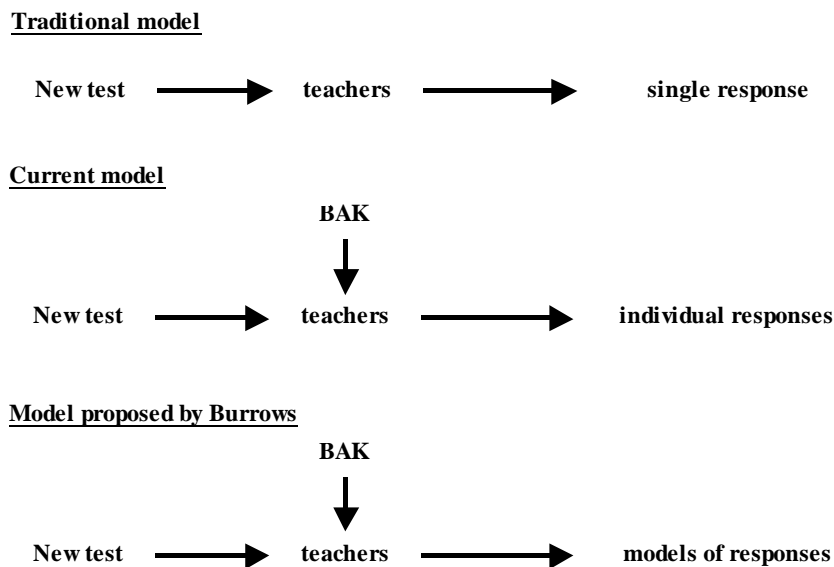 Traditional model
New test teachers single response
Current model
BAK
New test teachers individual responses
Model proposed by Burrows
BAK
New test teachers models of responses